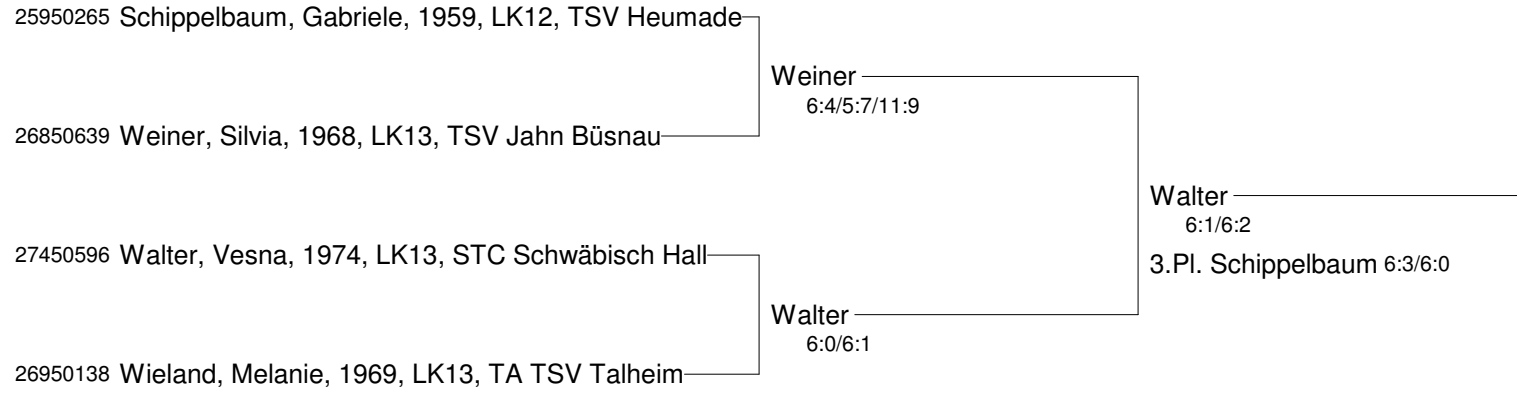 25950265 Schippelbaum, Gabriele, 1959, LK12, TSV Heumade
Weiner
6:4/5:7/11:9
26850639 Weiner, Silvia, 1968, LK13, TSV Jahn Büsnau
Walter
6:1/6:2
27450596 Walter, Vesna, 1974, LK13, STC Schwäbisch Hall
3.Pl. Schippelbaum 6:3/6:0
Walter
6:0/6:1
26950138 Wieland, Melanie, 1969, LK13, TA TSV Talheim